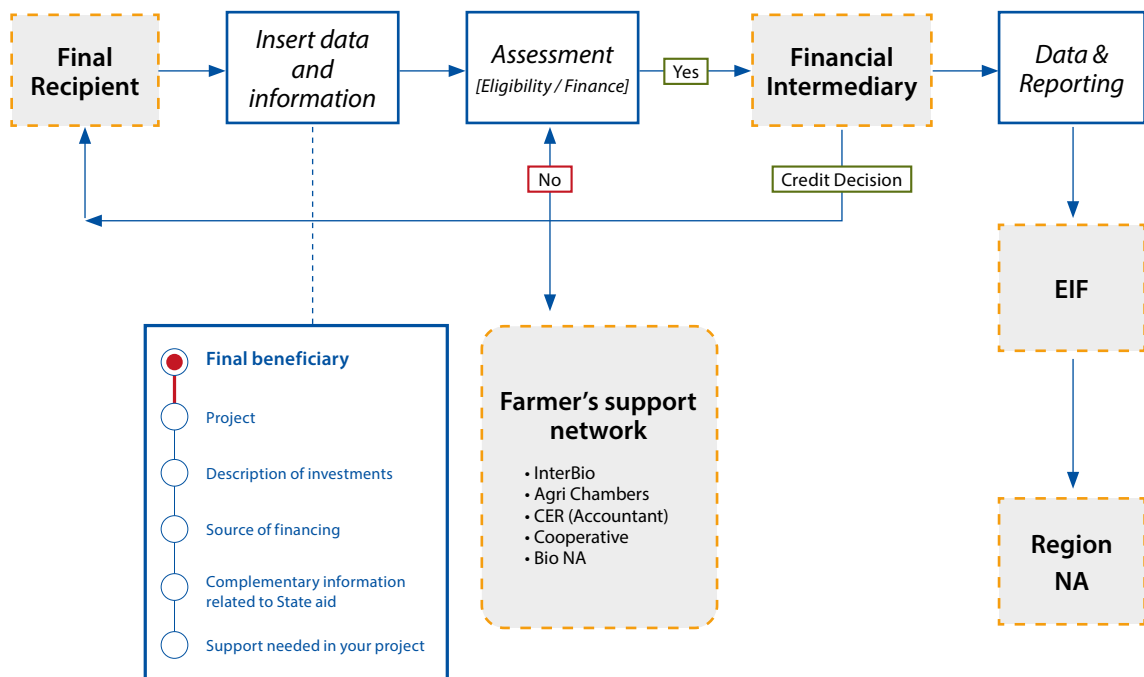 Final
Recipient
Insert data
and
information
Assessment
[Eligibility / Finance]
Yes
Financial
Intermediary
Data &
Reporting
No
Credit Decision
EIF
Final beneficiary
Project
Description of investments
Source of financing
Complementary information
related to State aid
Support needed in your project
Farmer’s support
network
• InterBio
• Agri Chambers
• CER (Accountant)
• Cooperative
• Bio NA
Region
NA